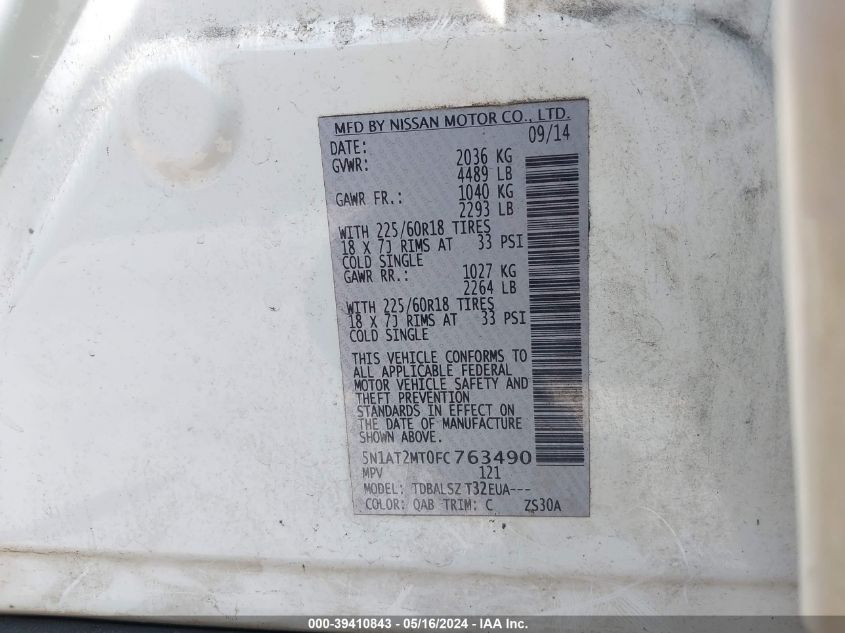 MFD BY NISSAN MOTOR CO., LTD.
DATE: 09/14
GVWR: 2036 KG
4489 LB
GAWR FR.: 1040 KG
2293 LB
WITH 225/60R18 TIRES
18 X 7J RIMS AT 33 PSI
COLD SINGLE
GAWR RR.: 1027 KG
2264 LB
WITH 225/60R18 TIRES
18 X 7J RIMS AT 33 PSI
COLD SINGLE
THIS VEHICLE CONFORMS TO
ALL APPLICABLE FEDERAL
MOTOR VEHICLE SAFETY AND
THEFT PREVENTION
STANDARDS IN EFFECT ON
THE DATE OF MANUFACTURE
SHOWN ABOVE.
5N1AT2MT0FC763490
MPV 121
MODEL: TDBALSZ T32EUA---
COLOR: QAB TRIM: C ZS30A
000-39410843 - 05/16/2024 - IAA Inc.